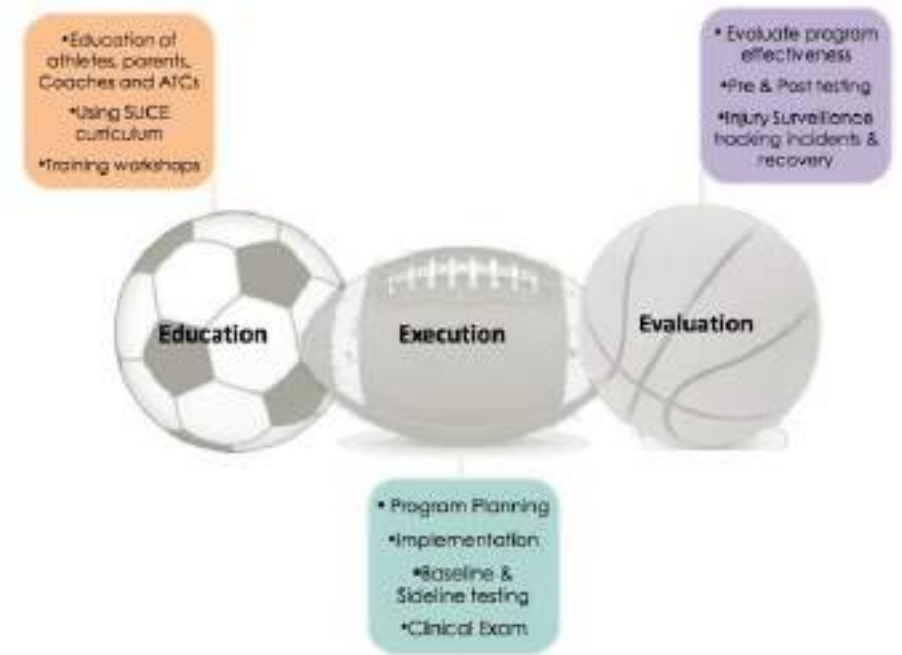 •Education of
athletes, parents,
Coaches and ATCs
•Using SLICE
curriculum
•Training workshops
• Evaluate program
effectiveness
•Pre & Post testing
•Injury Surveillance
tracking incidents &
recovery
Education
Execution
Evaluation
• Program Planning
•Implementation
•Baseline &
Sideline testing
•Clinical Exam